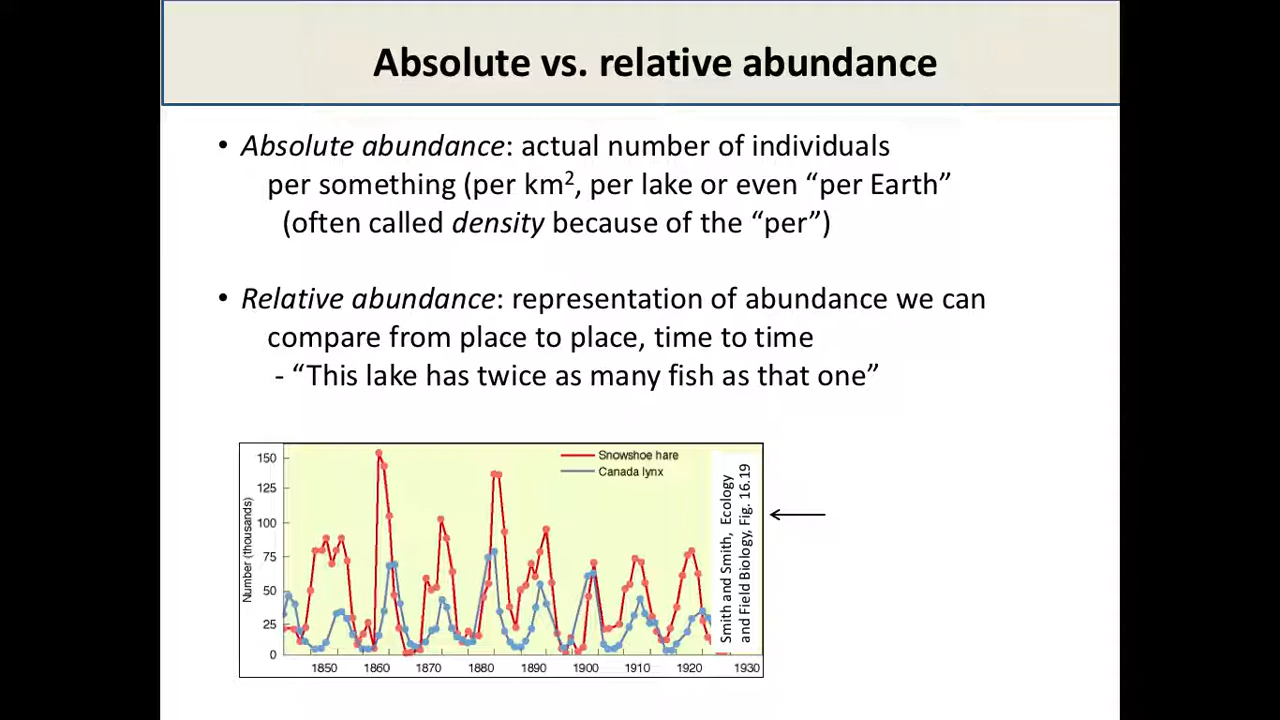 Absolute vs. relative abundance
• Absolute abundance: actual number of individuals
per something (per km², per lake or even “per Earth”
(often called density because of the “per”)
• Relative abundance: representation of abundance we can
compare from place to place, time to time
- “This lake has twice as many fish as that one”
Number (thousands)
150
125
100
75
50
25
0
Snowshoe hare
Canada lynx
1850 1860 1870 1880 1890 1900 1910 1920 1930
Smith and Smith, Ecology
and Field Biology, Fig. 16.19